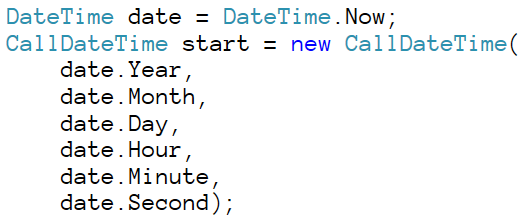 DateTime date = DateTime.Now;
CallDateTime start = new CallDateTime(
    date.Year,
    date.Month,
    date.Day,
    date.Hour,
    date.Minute,
    date.Second);